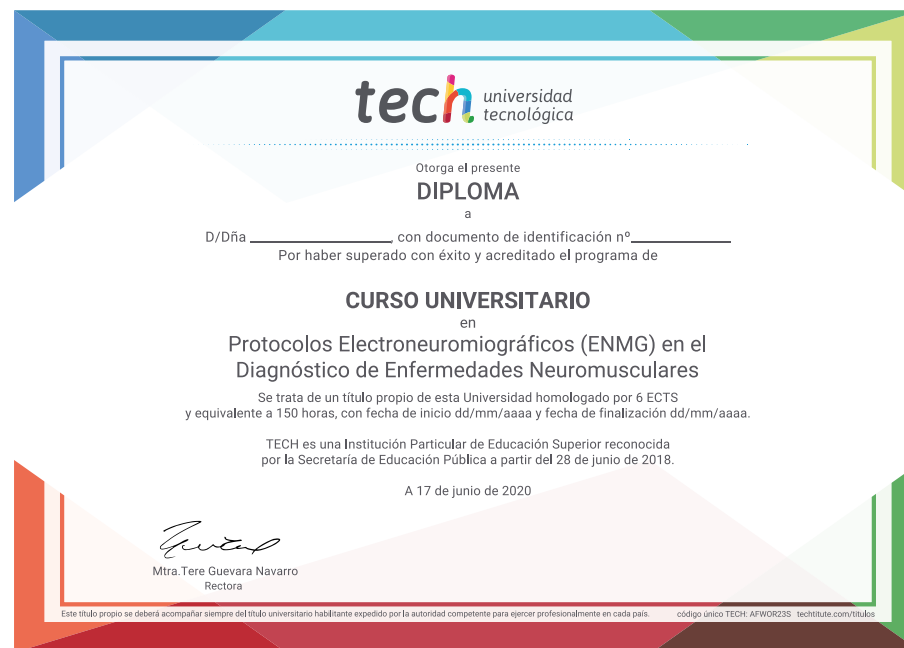 tech universidad
tecnológica
Otorga el presente
DIPLOMA
a
D/Dña ______________, con documento de identificación nº__________
Por haber superado con éxito y acreditado el programa de
CURSO UNIVERSITARIO
en
Protocolos Electroneuromiográficos (ENMG) en el
Diagnóstico de Enfermedades Neuromusculares
Se trata de un título propio de esta Universidad homologado por 6 ECTS
y equivalente a 150 horas, con fecha de inicio dd/mm/aaaa y fecha de finalización dd/mm/aaaa.
TECH es una Institución Particular de Educación Superior reconocida
por la Secretaría de Educación Pública a partir del 28 de junio de 2018.
A 17 de junio de 2020
Mtra.Tere Guevara Navarro
Rectora
Este título propio se deberá acompañar siempre del título universitario habilitante expedido por la autoridad competente para ejercer profesionalmente en cada país. código único TECH: AFWOR23S techtitute.com/titulos